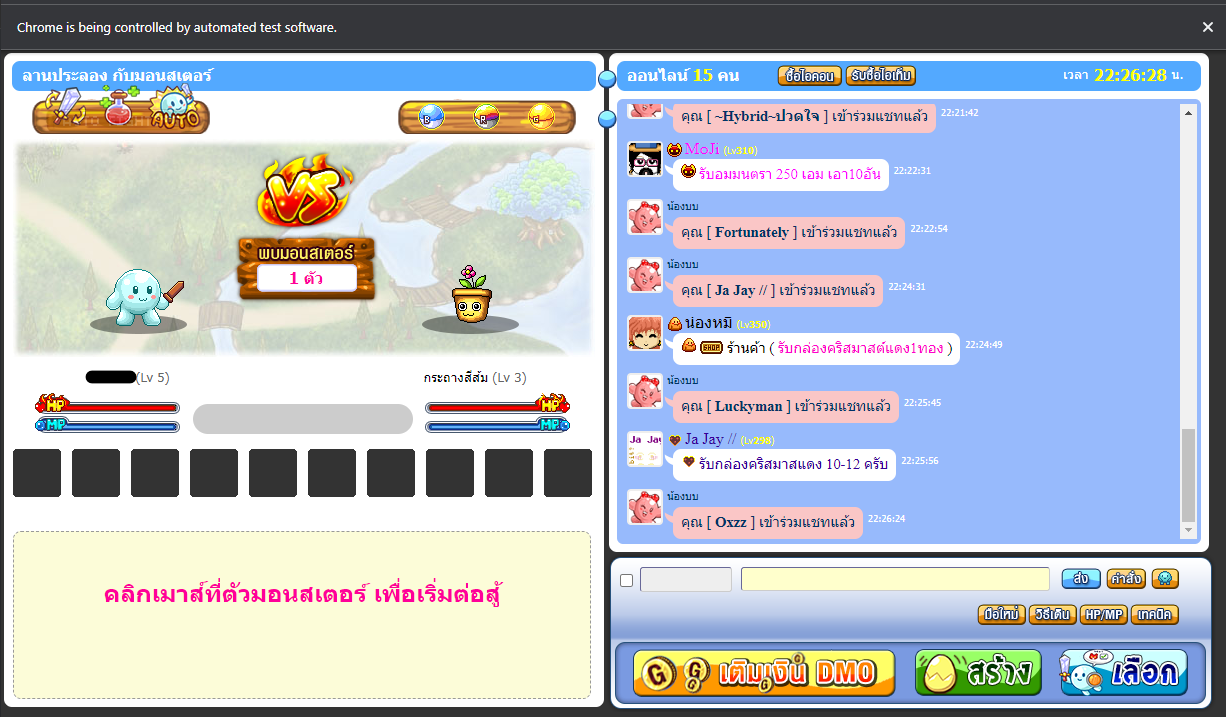 Chrome is being controlled by automated test software.
ลานประลอง กับมอนสเตอร์
AUTO
B
R
G
VS
พบมอนสเตอร์
1 ตัว
(Lv 5)
กระถางสีส้ม (Lv 3)
HP
HP
MP
MP
คลิกเมาส์ที่ตัวมอนสเตอร์ เพื่อเริ่มต่อสู้
ออนไลน์ 15 คน
ซื้อไอคอน
รับซื้อไอเท็ม
เวลา 22:26:28 น.
คุณ [ ~Hybrid~ปวดใจ ] เข้าร่วมแชทแล้ว
22:21:42
MoJi (Lv310)
รับอมมนตรา 250 เอม เอา10อัน
22:22:31
น้องบบ
คุณ [ Fortunately ] เข้าร่วมแชทแล้ว
22:22:54
น้องบบ
คุณ [ Ja Jay // ] เข้าร่วมแชทแล้ว
22:24:31
น่องหมี (Lv350)
SHOP ร้านค้า ( รับกล่องคริสมาสต์แดง1ทอง )
22:24:49
น้องบบ
คุณ [ Luckyman ] เข้าร่วมแชทแล้ว
22:25:45
Ja Jay
Ja Jay // (Lv298)
รับกล่องคริสมาสแดง 10-12 ครับ
22:25:56
น้องบบ
คุณ [ Oxzz ] เข้าร่วมแชทแล้ว
22:26:24
ส่ง
คำสั่ง
มือใหม่
วิธีเดิน
HP/MP
เทคนิค
G G เติมเงิน DMO
สร้าง
เลือก